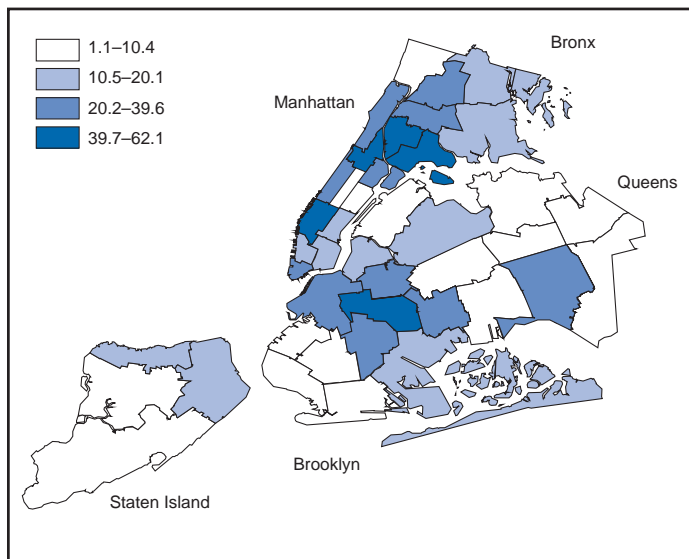 1.1–10.4
10.5–20.1
20.2–39.6
39.7–62.1
Bronx
Manhattan
Queens
Brooklyn
Staten Island